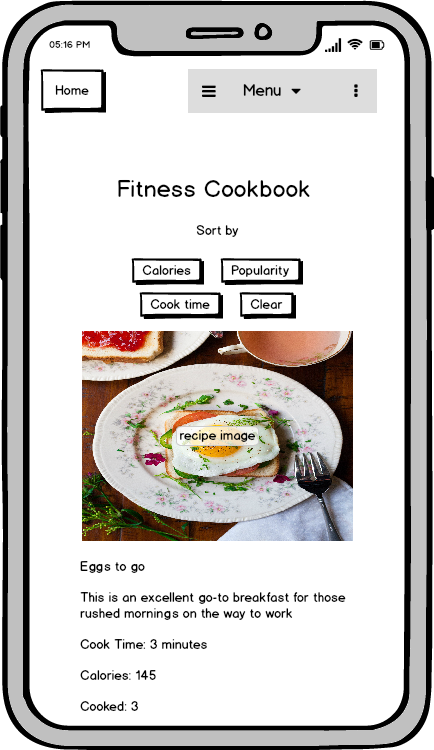 05:16 PM
Home
Menu
Fitness Cookbook
Sort by
Calories
Popularity
Cook time
Clear
recipe image
Eggs to go
This is an excellent go-to breakfast for those
rushed mornings on the way to work
Cook Time: 3 minutes
Calories: 145
Cooked: 3